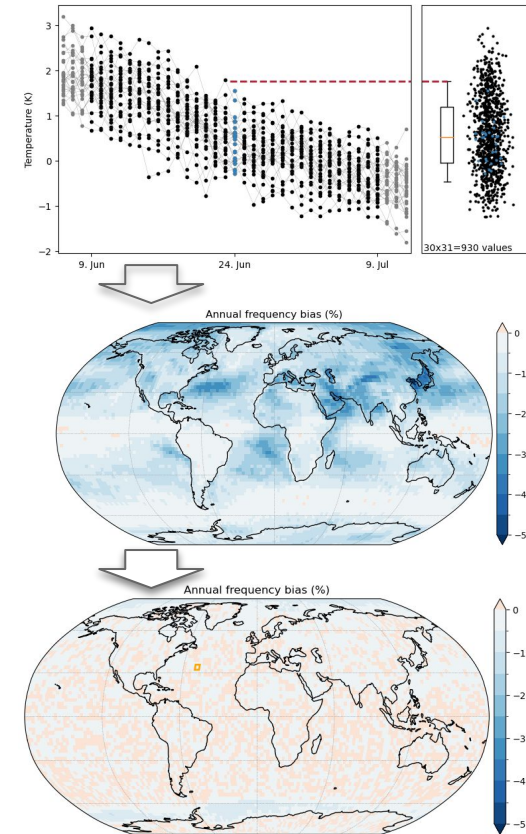 3
2
1
0
−1
−2
Temperature (K)
9. Jun
24. Jun
9. Jul
30x31=930 values
Annual frequency bias (%)
0
−1
−2
−3
−4
−5
Annual frequency bias (%)
0
−1
−2
−3
−4
−5